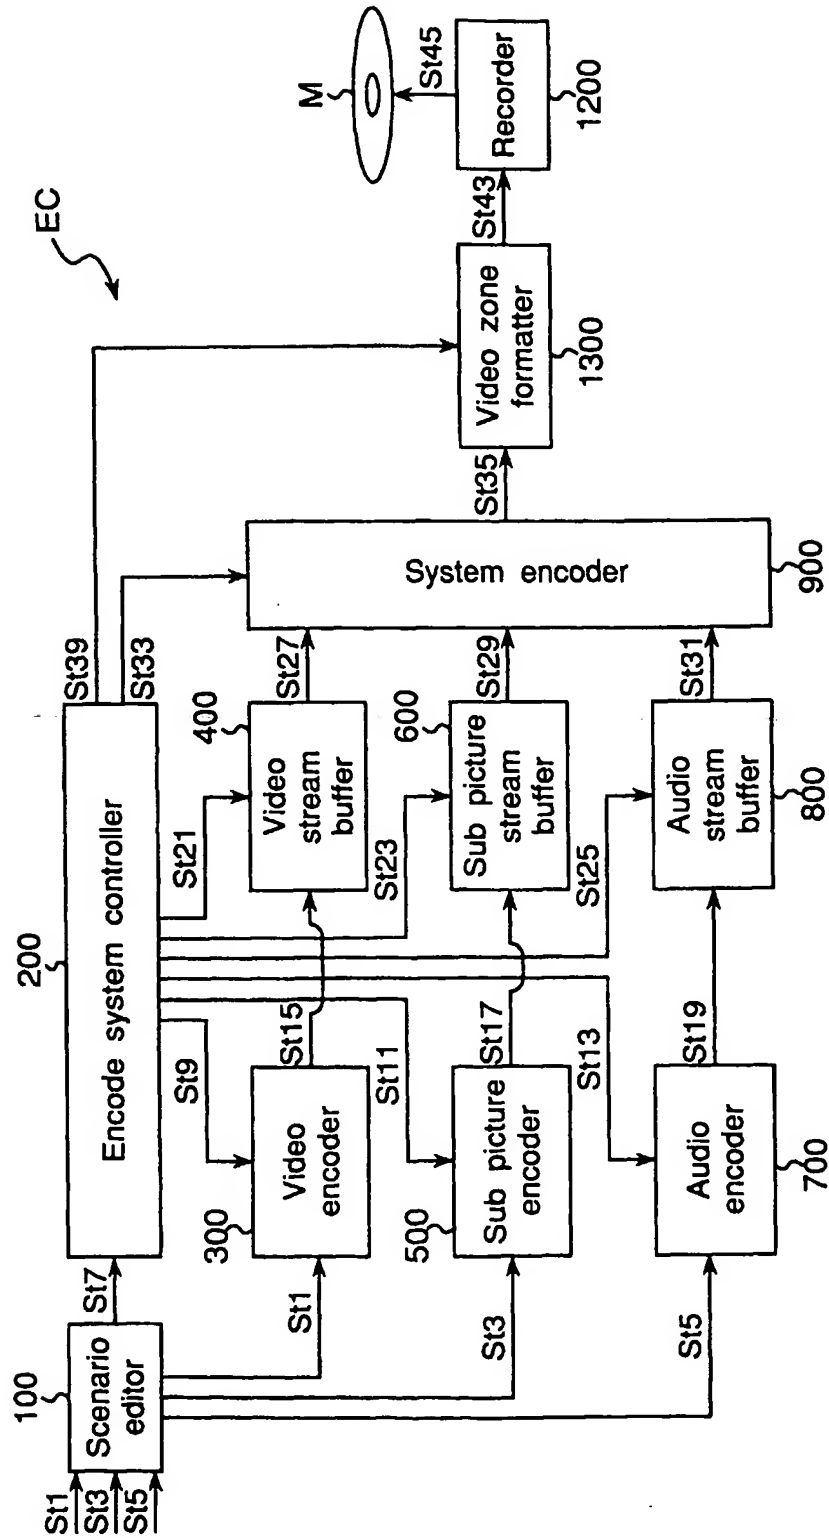 EC
M
St45
Recorder
1200
St43
Video zone
formatter
1300
St35
System encoder
900
St39
St33
St27
St29
St31
400
Video
stream
buffer
600
Sub picture
stream
buffer
Audio
stream
buffer
800
St21
St23
St25
200
Encode system controller
St15
St17
St19
St9
St11
St13
300
Video
encoder
500
Sub picture
encoder
Audio
encoder
700
St7
St1
St3
St5
100
Scenario
editor
St1
St3
St5